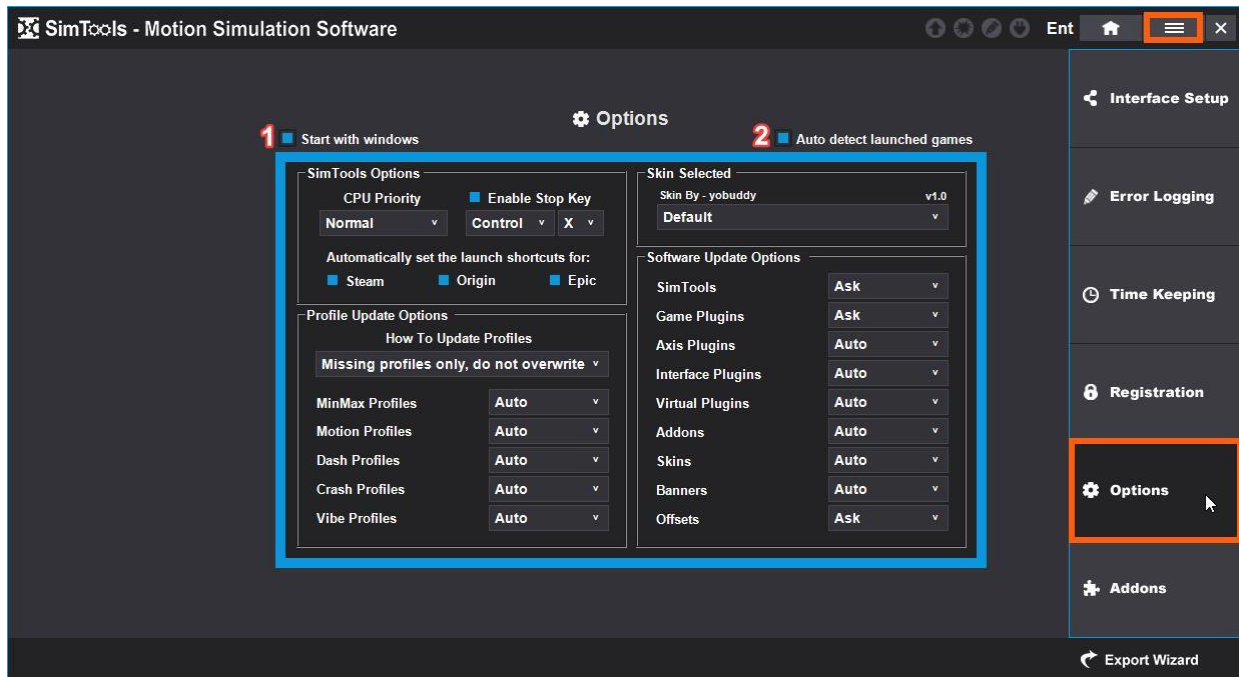 SimTools - Motion Simulation Software
Ent
Options
1 Start with windows
2 Auto detect launched games
SimTools Options
CPU Priority
Enable Stop Key
Normal
Control
X
Automatically set the launch shortcuts for:
Steam
Origin
Epic
Profile Update Options
How To Update Profiles
Missing profiles only, do not overwrite
MinMax Profiles Auto
Motion Profiles Auto
Dash Profiles Auto
Crash Profiles Auto
Vibe Profiles Auto
Skin Selected
Skin By - yobuddy v1.0
Default
Software Update Options
SimTools Ask
Game Plugins Ask
Axis Plugins Auto
Interface Plugins Auto
Virtual Plugins Auto
Addons Auto
Skins Auto
Banners Auto
Offsets Ask
Interface Setup
Error Logging
Time Keeping
Registration
Options
Addons
Export Wizard